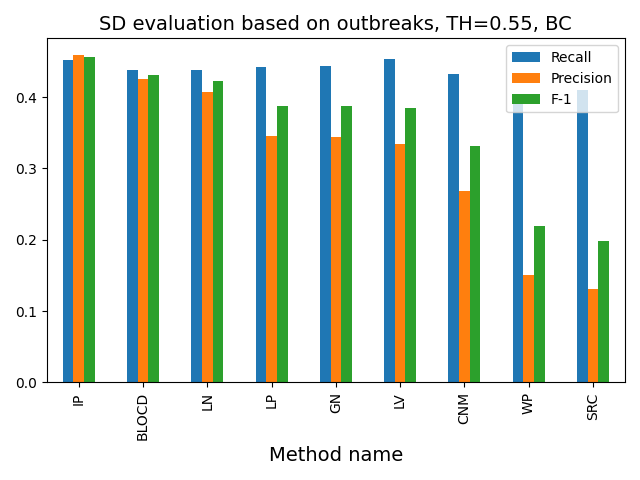 SD evaluation based on outbreaks, TH=0.55, BC
Recall
Precision
F-1
0.4
0.3
0.2
0.1
0.0
IP
BLOCD
LN
LP
GN
LV
CNM
WP
SRC
Method name